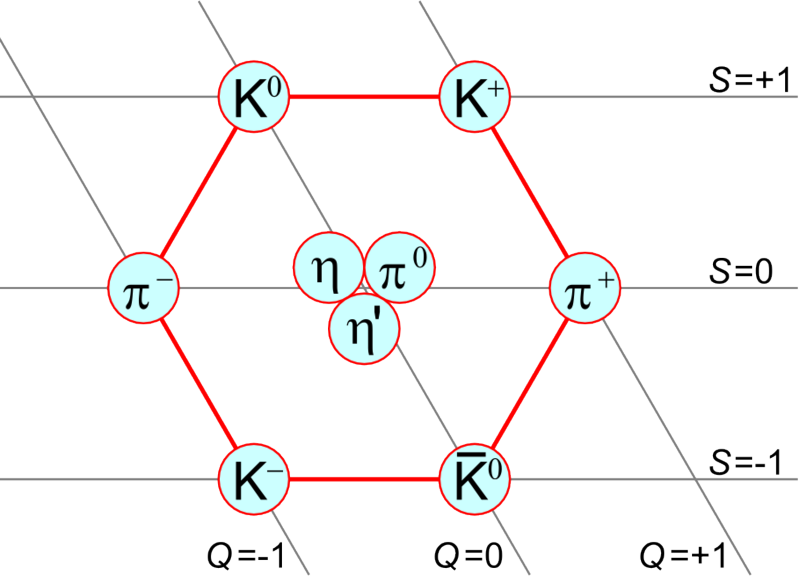 K⁰ K⁺ S=+1
η π⁰ S=0
π⁻ π⁺
η'
K⁻ K̄⁰ S=-1
Q=-1 Q=0 Q=+1